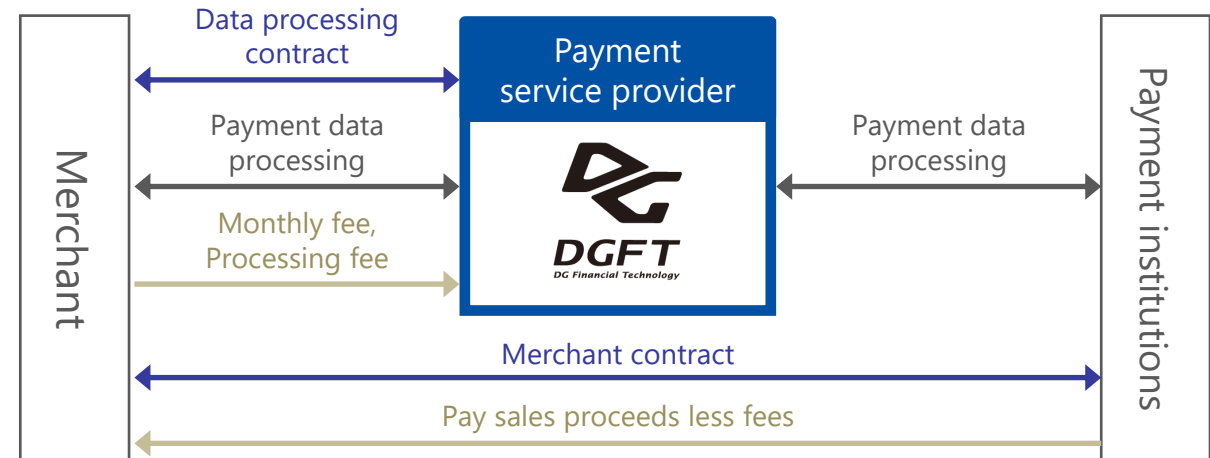 Data processing
contract
Payment
service provider
Payment data
processing
Payment data
processing
Merchant
Monthly fee,
Processing fee
DGFT
DG Financial Technology
Payment institutions
Merchant contract
Pay sales proceeds less fees